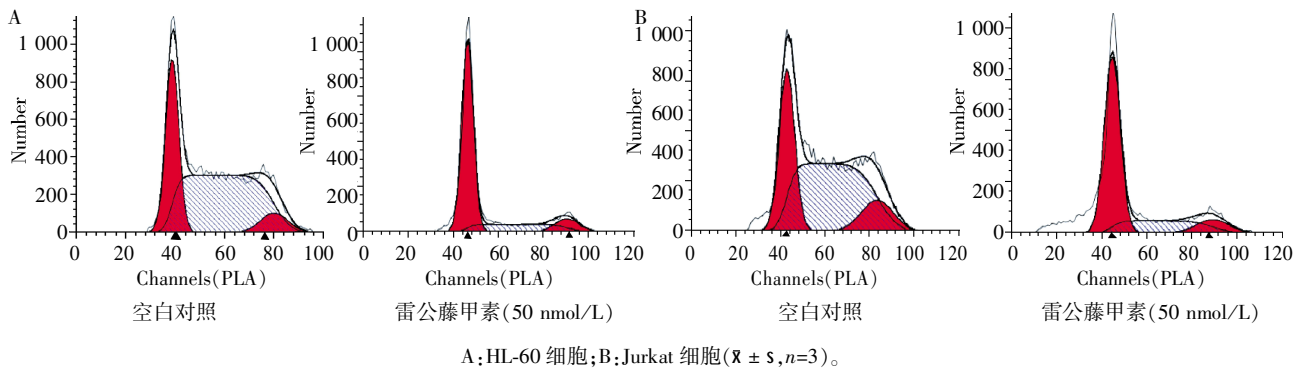 A
B
1 000
800
600
400
200
0
Number
0 20 40 60 80 100
Channels(PLA)
空白对照
1 000
800
600
400
200
0
Number
0 20 40 60 80 100 120
Channels(PLA)
雷公藤甲素(50 nmol/L)
1 000
800
600
400
200
0
Number
0 20 40 60 80 100 120
Channels(PLA)
空白对照
1 000
800
600
400
200
0
Number
0 20 40 60 80 100 120
Channels(PLA)
雷公藤甲素(50 nmol/L)
A:HL-60 细胞;B:Jurkat 细胞(x̄ ± s,n=3)。